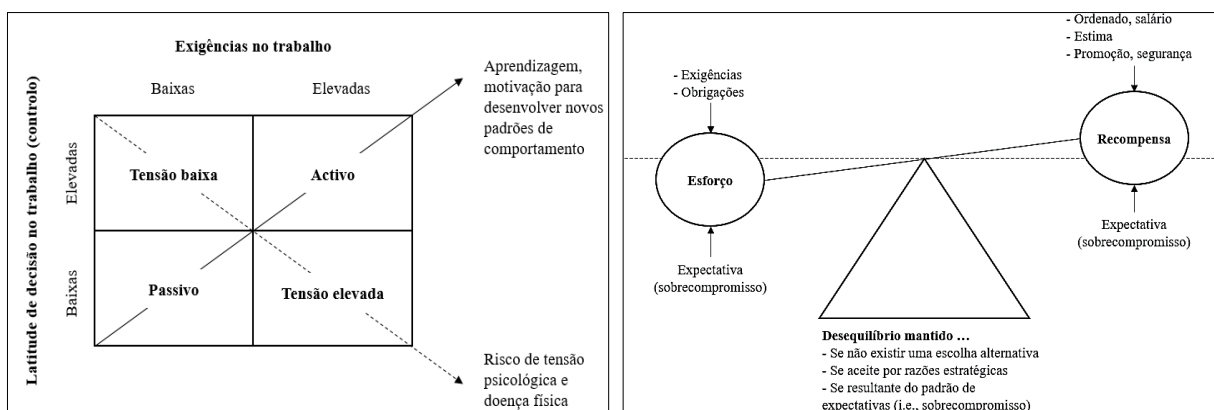 Exigências no trabalho
Baixas
Elevadas
Latitude de decisão no trabalho (controlo)
Elevadas
Baixas
Tensão baixa
Activo
Passivo
Tensão elevada
Aprendizagem,
motivação para
desenvolver novos
padrões de
comportamento
Risco de tensão
psicológica e
doença física
- Exigências
- Obrigações
Esforço
Expectativa
(sobrecompromisso)
- Ordenado, salário
- Estima
- Promoção, segurança
Recompensa
Expectativa
(sobrecompromisso)
Desequilíbrio mantido ...
- Se não existir uma escolha alternativa
- Se aceite por razões estratégicas
- Se resultante do padrão de
expectativas (i.e., sobrecompromisso)